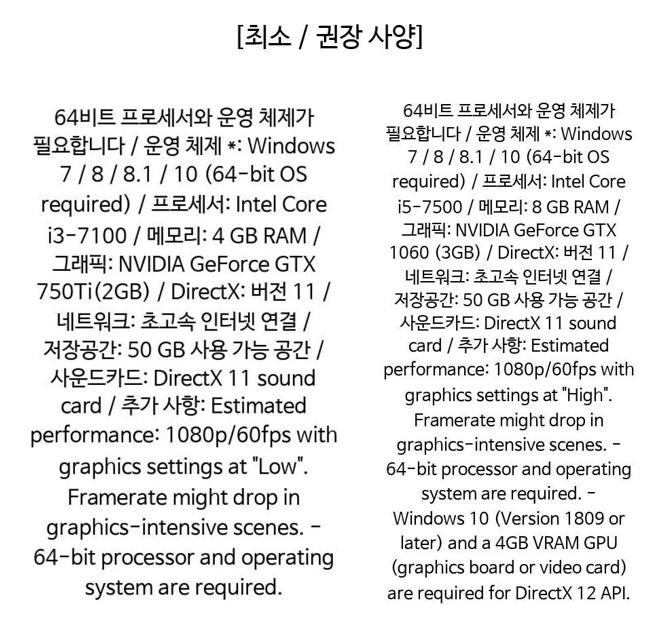 [최소 / 권장 사양]
64비트 프로세서와 운영 체제가
필요합니다 / 운영 체제 *: Windows
7 / 8 / 8.1 / 10 (64-bit OS
required) / 프로세서: Intel Core
i3-7100 / 메모리: 4 GB RAM /
그래픽: NVIDIA GeForce GTX
750Ti(2GB) / DirectX: 버전 11 /
네트워크: 초고속 인터넷 연결 /
저장공간: 50 GB 사용 가능 공간 /
사운드카드: DirectX 11 sound
card / 추가 사항: Estimated
performance: 1080p/60fps with
graphics settings at "Low".
Framerate might drop in
graphics-intensive scenes. -
64-bit processor and operating
system are required.
64비트 프로세서와 운영 체제가
필요합니다 / 운영 체제 *: Windows
7 / 8 / 8.1 / 10 (64-bit OS
required) / 프로세서: Intel Core
i5-7500 / 메모리: 8 GB RAM /
그래픽: NVIDIA GeForce GTX
1060 (3GB) / DirectX: 버전 11 /
네트워크: 초고속 인터넷 연결 /
저장공간: 50 GB 사용 가능 공간 /
사운드카드: DirectX 11 sound
card / 추가 사항: Estimated
performance: 1080p/60fps with
graphics settings at "High".
Framerate might drop in
graphics-intensive scenes. -
64-bit processor and operating
system are required. -
Windows 10 (Version 1809 or
later) and a 4GB VRAM GPU
(graphics board or video card)
are required for DirectX 12 API.